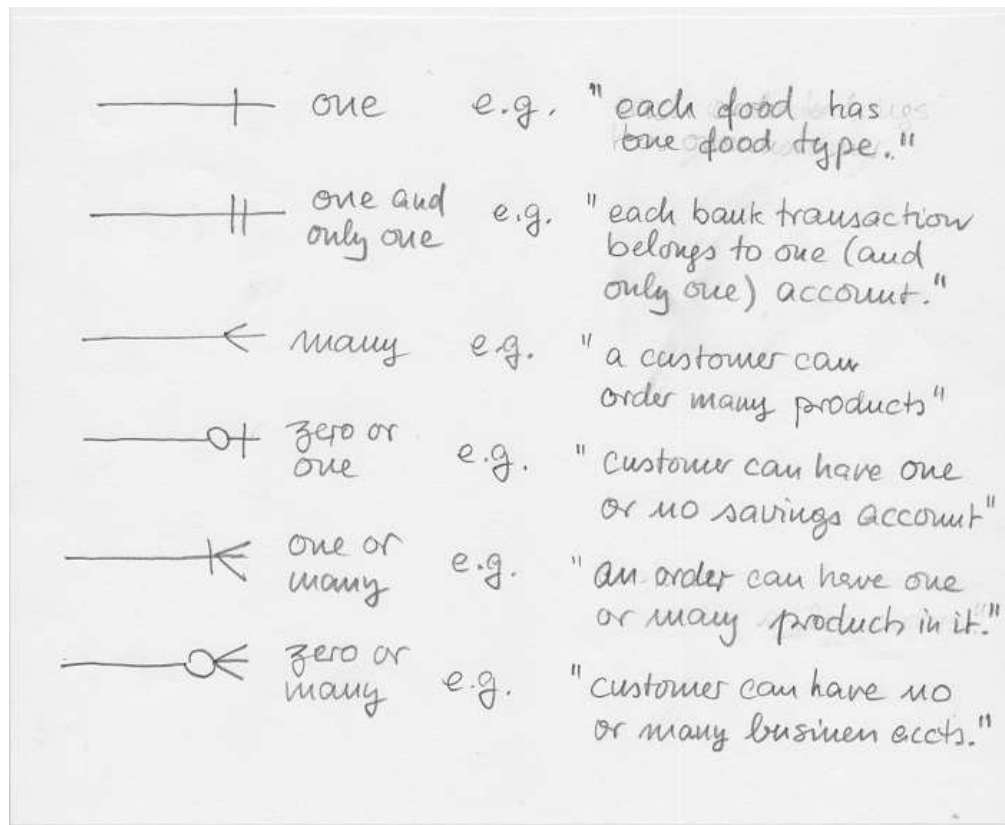 one e.g. "each food has
one food type."
one and e.g. "each bank transaction
only one belongs to one (and
only one) account."
many e.g. "a customer can
order many products"
zero or e.g. "customer can have one
one or no savings account"
one or e.g. "an order can have one
many or many products in it."
zero or e.g. "customer can have no
many or many business accts."